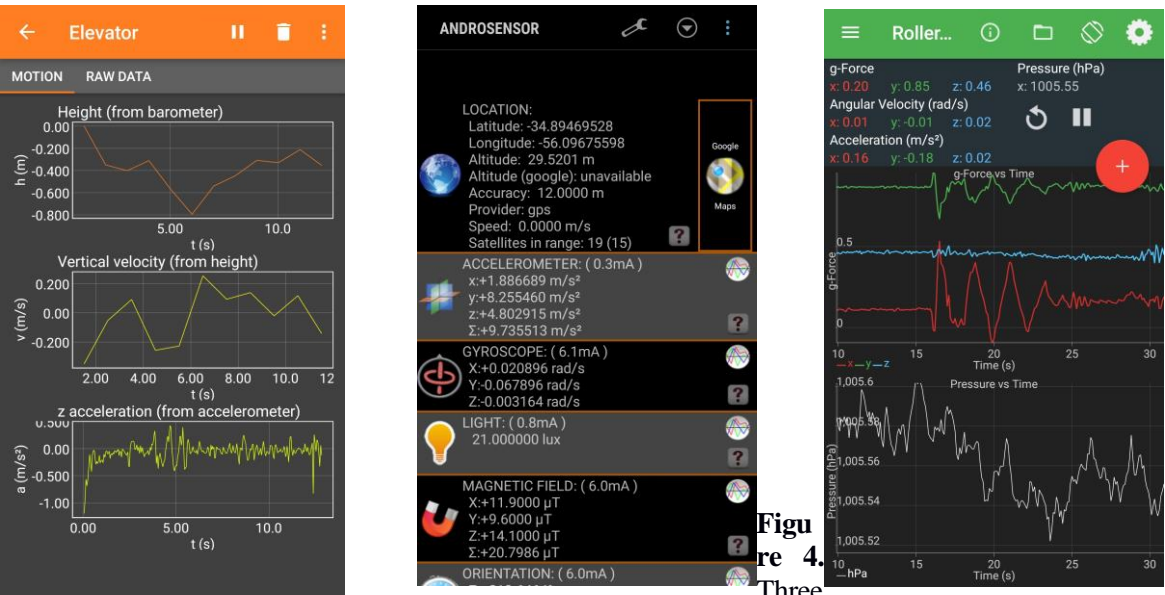 Elevator
MOTION RAW DATA
Height (from barometer)
0.00
-0.200
-0.400
-0.600
-0.800
h (m)
5.00 10.0
t (s)
Vertical velocity (from height)
0.200
0.00
-0.200
v (m/s)
2.00 4.00 6.00 8.00 10.0 12
t (s)
z acceleration (from accelerometer)
0.500
0.00
-0.500
-1.00
a (m/s²)
0.00 5.00 10.0
t (s)
ANDROSENSOR
LOCATION:
Latitude: -34.89469528
Longitude: -56.09675598
Altitude: 29.5201 m
Altitude (google): unavailable
Accuracy: 12.0000 m
Provider: gps
Speed: 0.0000 m/s
Satellites in range: 19 (15)
?
Google
Maps
ACCELEROMETER: ( 0.3mA )
x:+1.886689 m/s²
y:+8.255460 m/s²
z:+4.802915 m/s²
Σ:+9.735513 m/s²
?
GYROSCOPE: ( 6.1mA )
X:+0.020896 rad/s
Y:-0.067896 rad/s
Z:-0.003164 rad/s
?
LIGHT: ( 0.8mA )
21.000000 lux
?
MAGNETIC FIELD: ( 6.0mA )
X:+11.9000 µT
Y:+9.6000 µT
Z:+14.1000 µT
Σ:+20.7986 µT
?
ORIENTATION: ( 6.0mA )
Figu
re 4.
Three
Roller...
g-Force
x: 0.20 y: 0.85 z: 0.46
Pressure (hPa)
x: 1005.55
Angular Velocity (rad/s)
x: 0.01 y: -0.01 z: 0.02
Acceleration (m/s²)
x: 0.16 y: -0.18 z: 0.02
+
g-Force vs Time
0.5
0
g-Force
10 15 20 25 30
x y z
Time (s)
Pressure vs Time
1,005.6
1,005.58
1,005.56
1,005.54
1,005.52
Pressure (hPa)
10 15 20 25 30
hPa
Time (s)